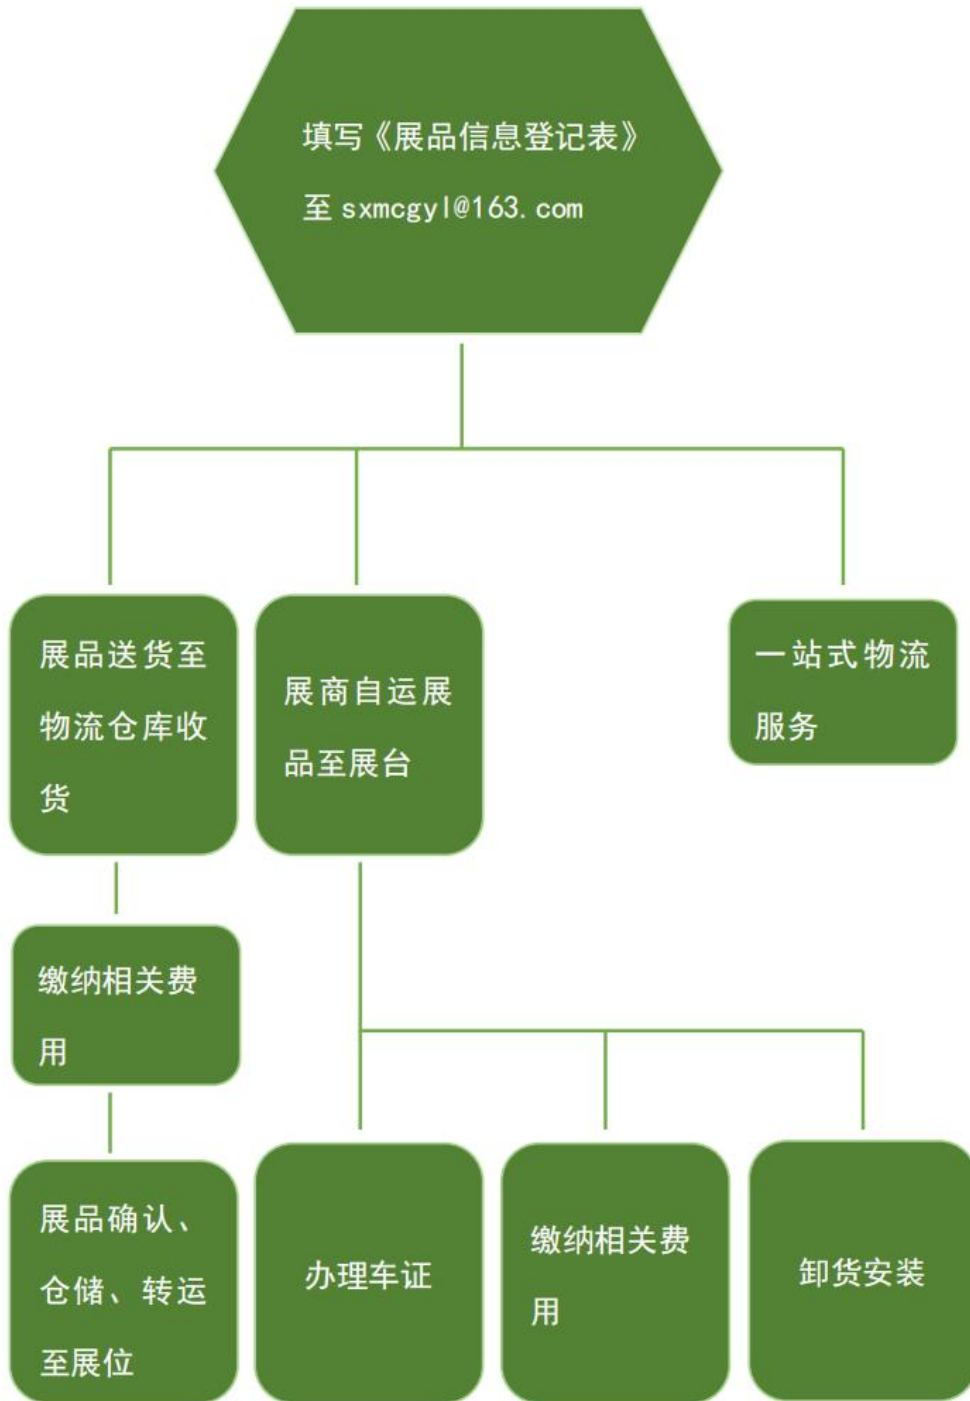 填写《展品信息登记表》
至 sxmcgyl@163.com
展品送货至
物流仓库收
货
展商自运展
品至展台
一站式物流
服务
缴纳相关费
用
展品确认、
仓储、转运
至展位
办理车证
缴纳相关费
用
卸货安装